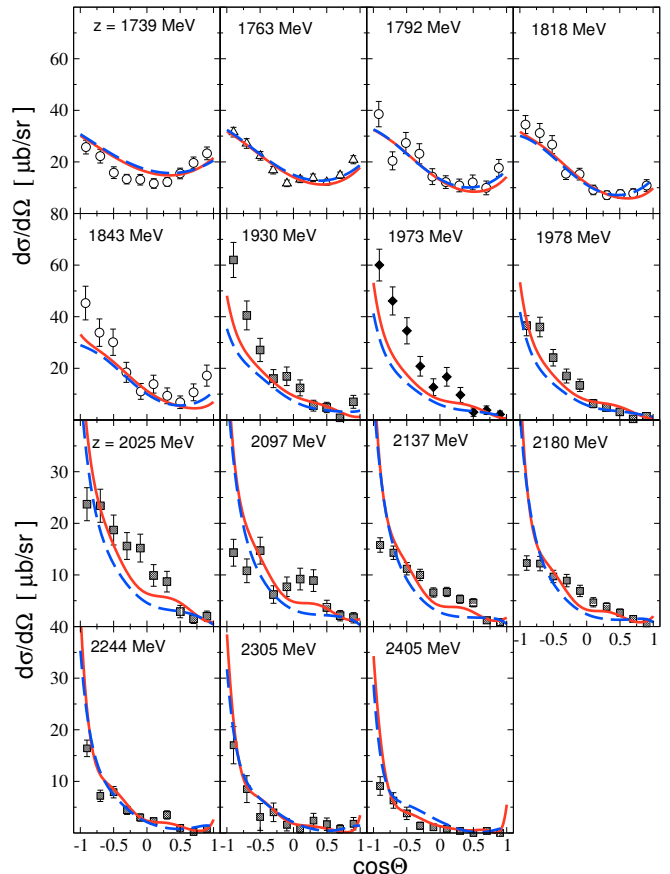 z = 1739 MeV
1763 MeV
1792 MeV
1818 MeV
60
40
20
80
dσ/dΩ [ μb/sr]
1843 MeV
1930 MeV
1973 MeV
1978 MeV
60
40
20
z = 2025 MeV
2097 MeV
2137 MeV
2180 MeV
30
20
10
40
dσ/dΩ [ μb/sr]
-1 -0.5 0 0.5 1
2244 MeV
2305 MeV
2405 MeV
30
20
10
-1 -0.5 0 0.5 1
-1 -0.5 0 0.5 1
-1 -0.5 0 0.5 1
cosΘ